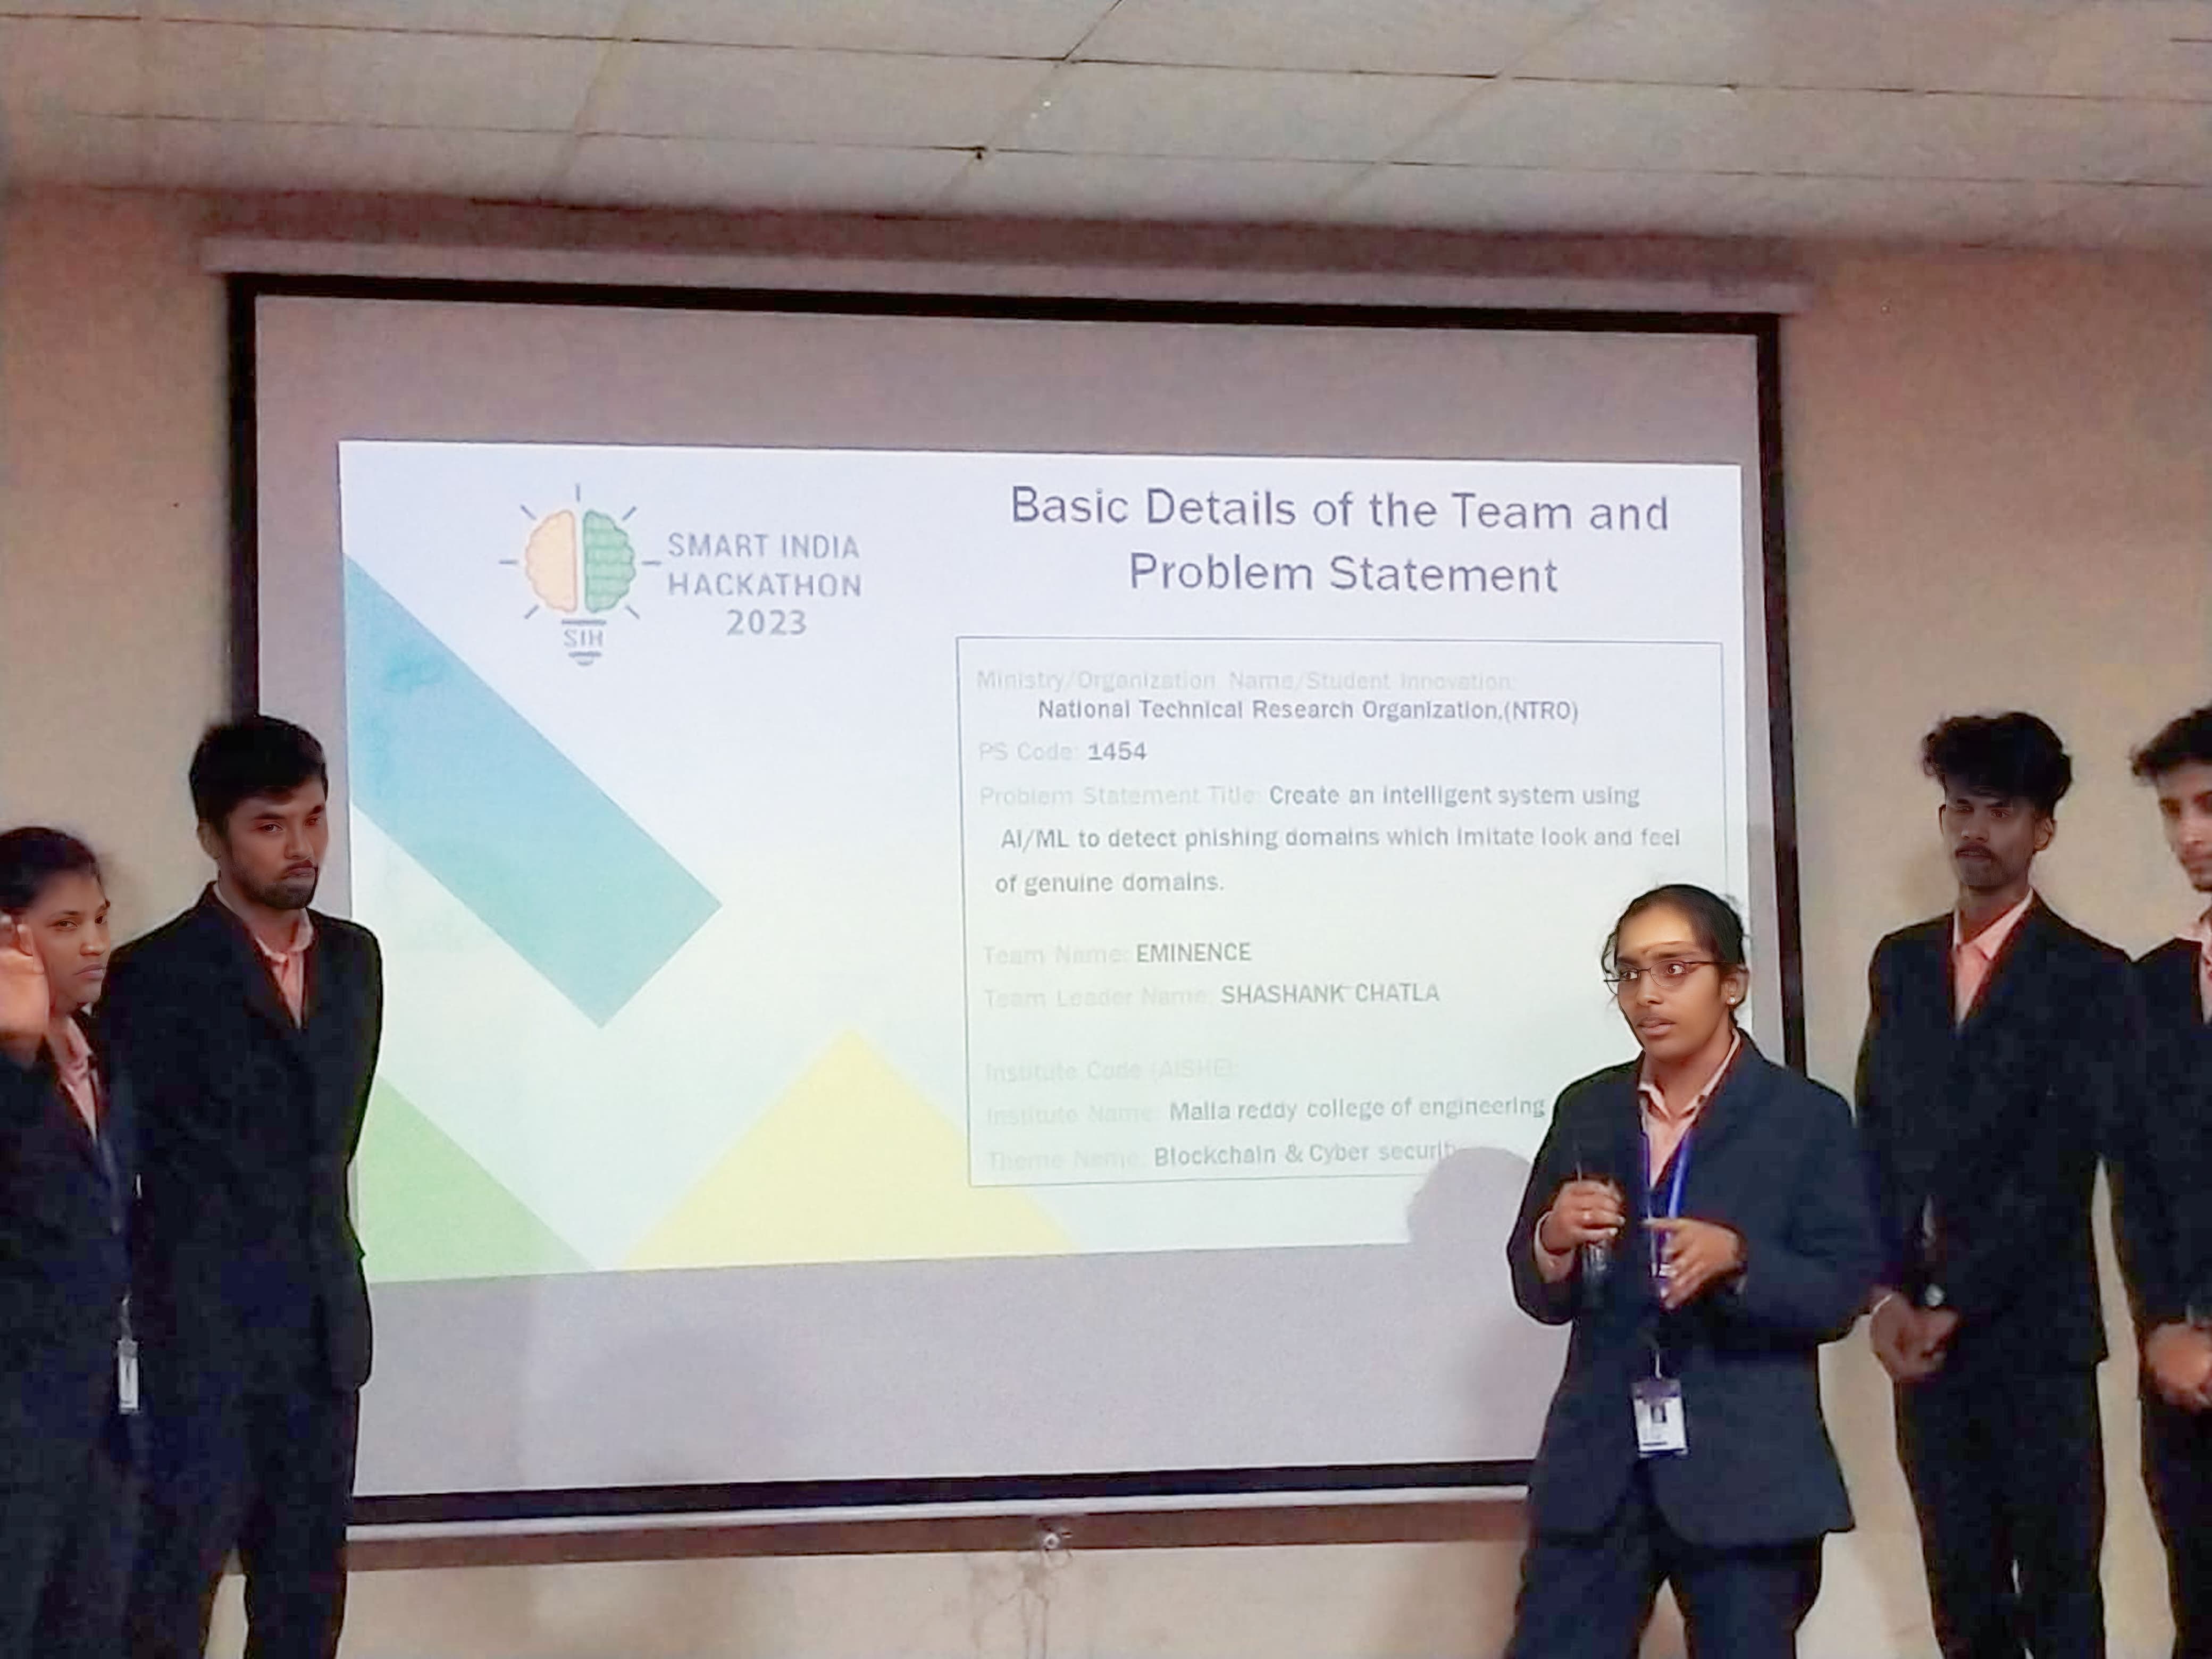 SMART INDIA
HACKATHON
2023
SIH
Basic Details of the Team and
Problem Statement
Ministry/Organization Name/Student Innovation:
National Technical Research Organization,(NTRO)
PS Code: 1454
Problem Statement Title: Create an intelligent system using
AI/ML to detect phishing domains which imitate look and feel
of genuine domains.
Team Name: EMINENCE
Team Leader Name: SHASHANK CHATLA
Institute Code (AISHE):
Institute Name: Malla reddy college of engineering
Theme Name: Blockchain & Cyber securit